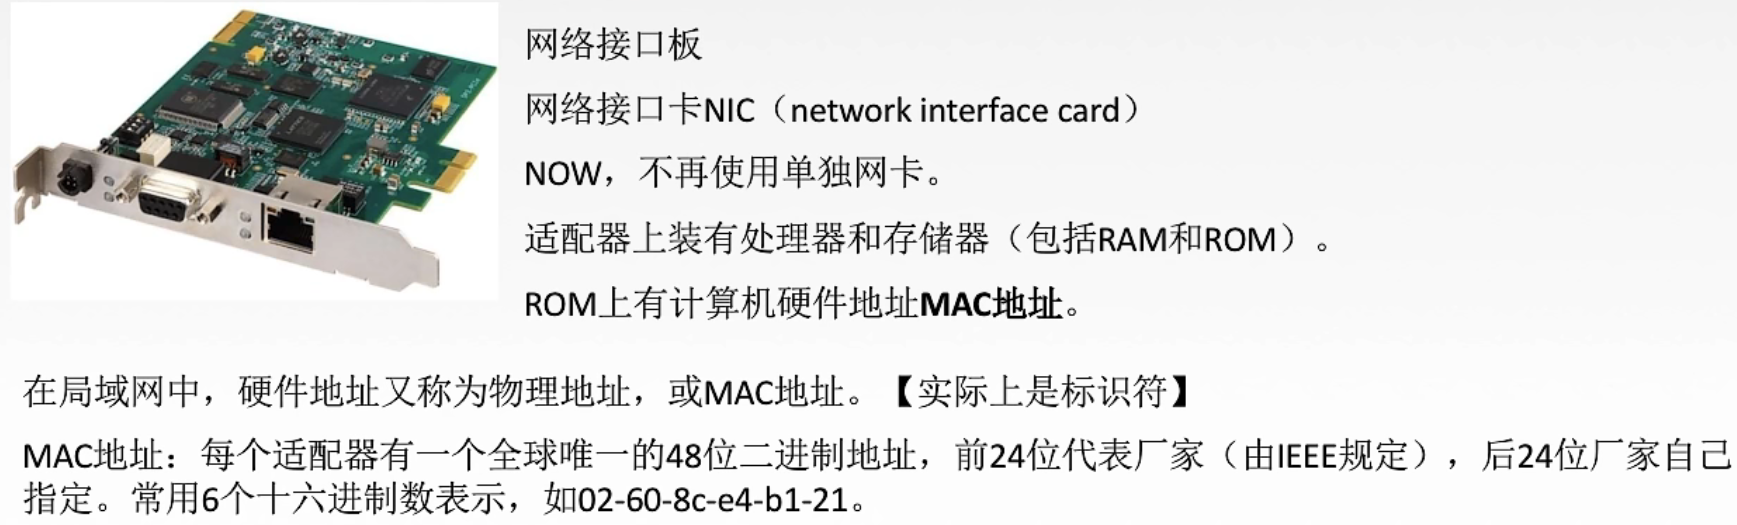 网络接口板
网络接口卡NIC（network interface card）
NOW，不再使用单独网卡。
适配器上装有处理器和存储器（包括RAM和ROM）。
ROM上有计算机硬件地址MAC地址。
在局域网中，硬件地址又称为物理地址，或MAC地址。【实际上是标识符】
MAC地址：每个适配器有一个全球唯一的48位二进制地址，前24位代表厂家（由IEEE规定），后24位厂家自己
指定。常用6个十六进制数表示，如02-60-8c-e4-b1-21。